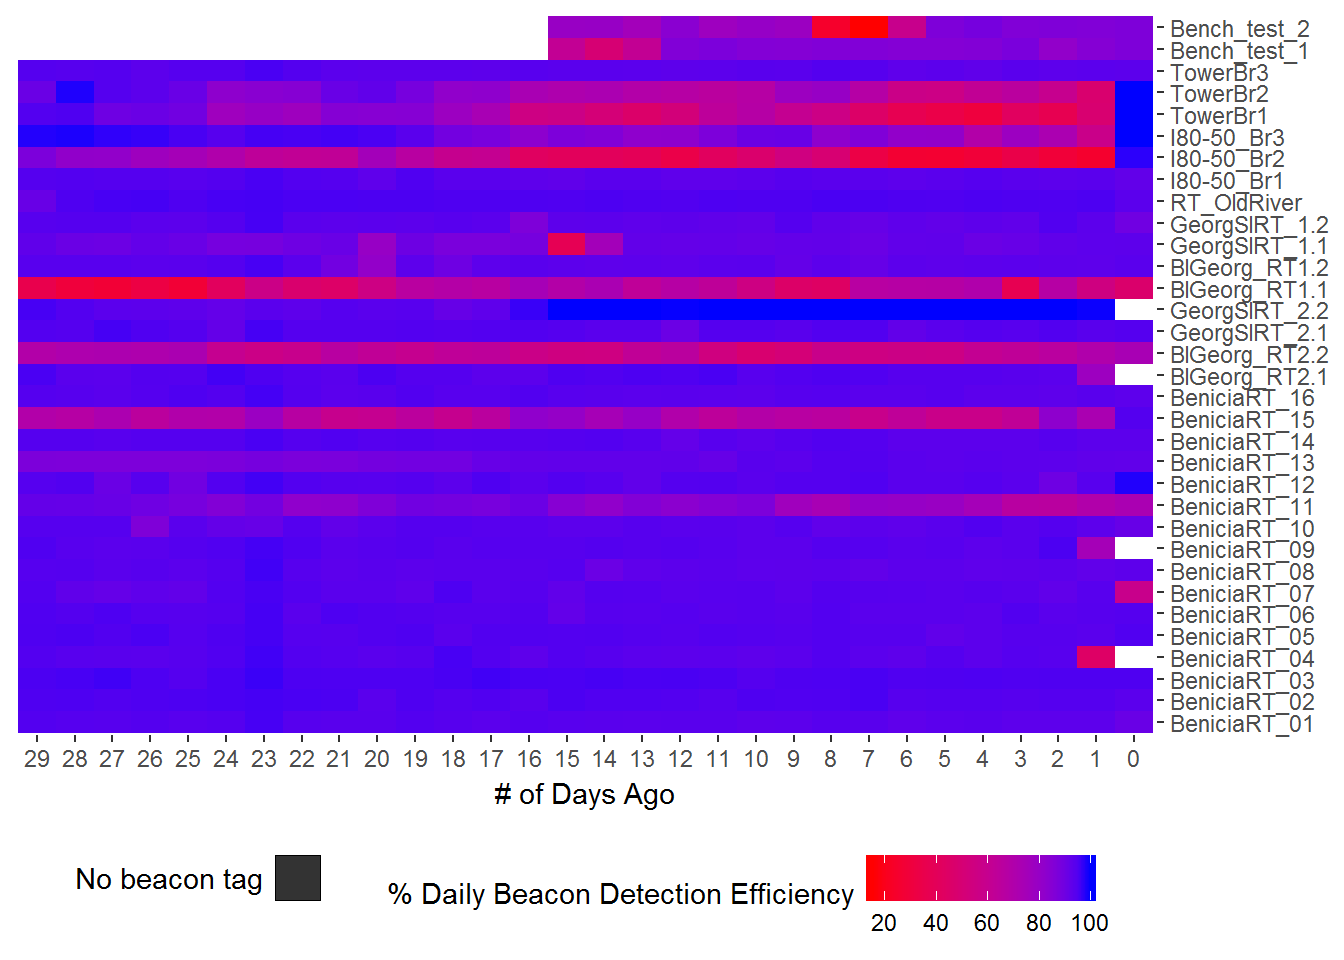 Bench_test_2
Bench_test_1
TowerBr3
TowerBr2
TowerBr1
I80-50_Br3
I80-50_Br2
I80-50_Br1
RT_OldRiver
GeorgSlRT_1.2
GeorgSlRT_1.1
BlGeorg_RT1.2
BlGeorg_RT1.1
GeorgSlRT_2.2
GeorgSlRT_2.1
BlGeorg_RT2.2
BlGeorg_RT2.1
BeniciaRT_16
BeniciaRT_15
BeniciaRT_14
BeniciaRT_13
BeniciaRT_12
BeniciaRT_11
BeniciaRT_10
BeniciaRT_09
BeniciaRT_08
BeniciaRT_07
BeniciaRT_06
BeniciaRT_05
BeniciaRT_04
BeniciaRT_03
BeniciaRT_02
BeniciaRT_01
29 28 27 26 25 24 23 22 21 20 19 18 17 16 15 14 13 12 11 10 9 8 7 6 5 4 3 2 1 0
# of Days Ago
No beacon tag
% Daily Beacon Detection Efficiency
20 40 60 80 100